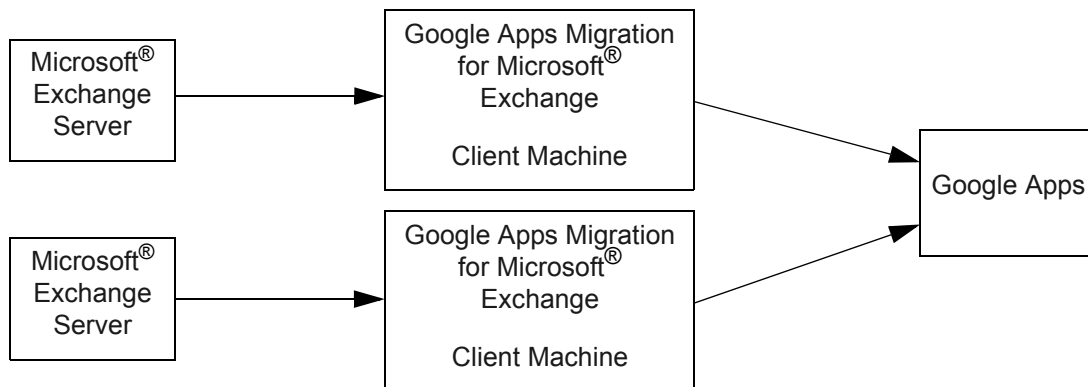 Microsoft®
Exchange
Server
Google Apps Migration
for Microsoft®
Exchange
Client Machine
Google Apps
Microsoft®
Exchange
Server
Google Apps Migration
for Microsoft®
Exchange
Client Machine